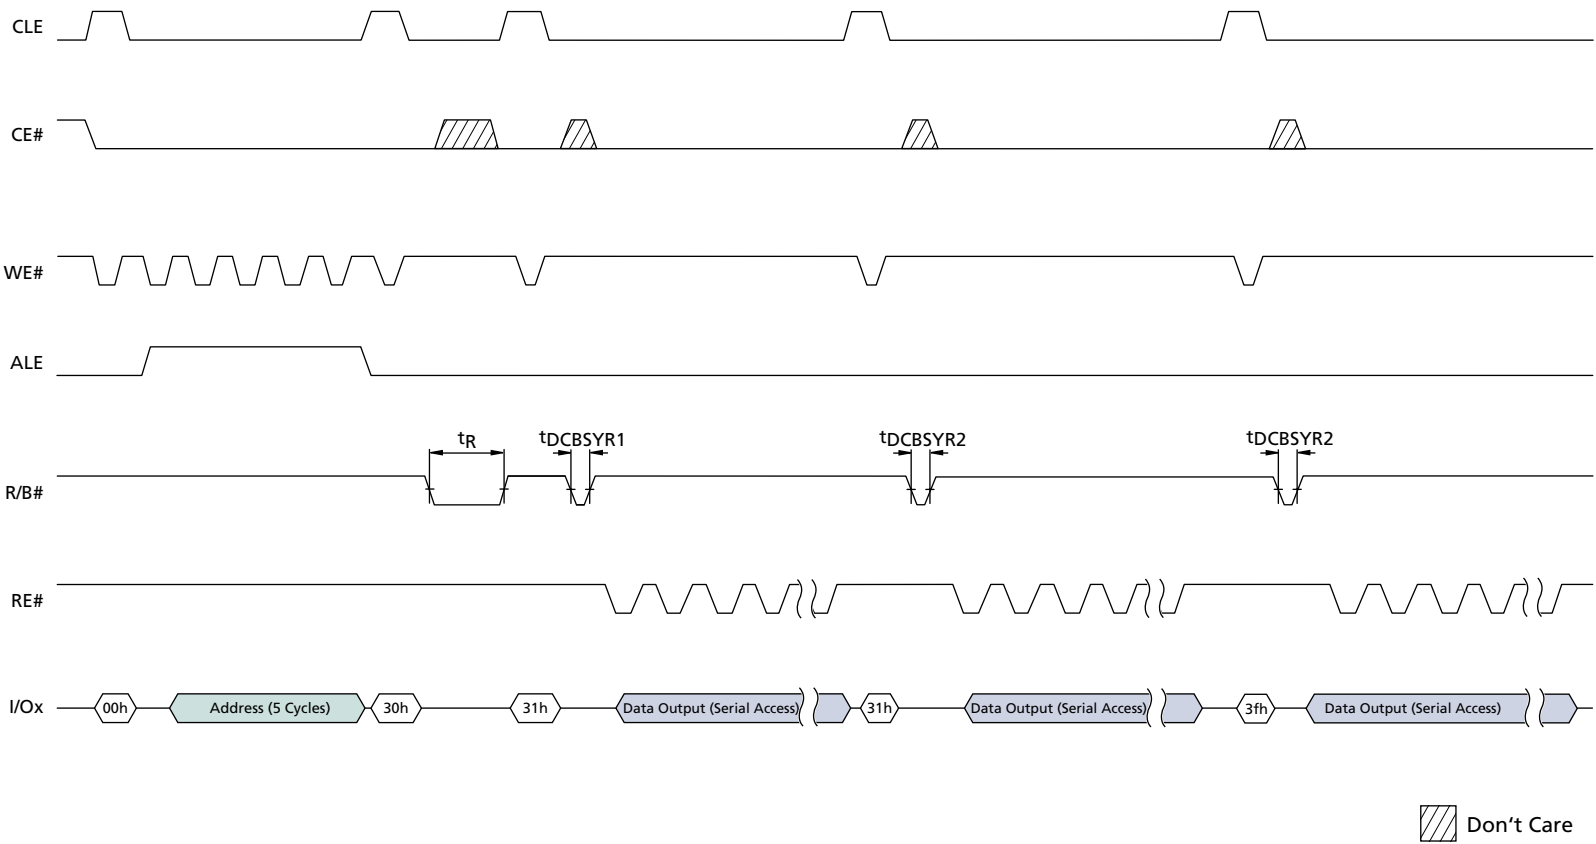 CLE
CE#
WE#
ALE
tR
tDCBSYR1
tDCBSYR2
tDCBSYR2
R/B#
RE#
I/Ox
00h
Address (5 Cycles)
30h
31h
Data Output (Serial Access)
31h
Data Output (Serial Access)
3fh
Data Output (Serial Access)
Don't Care